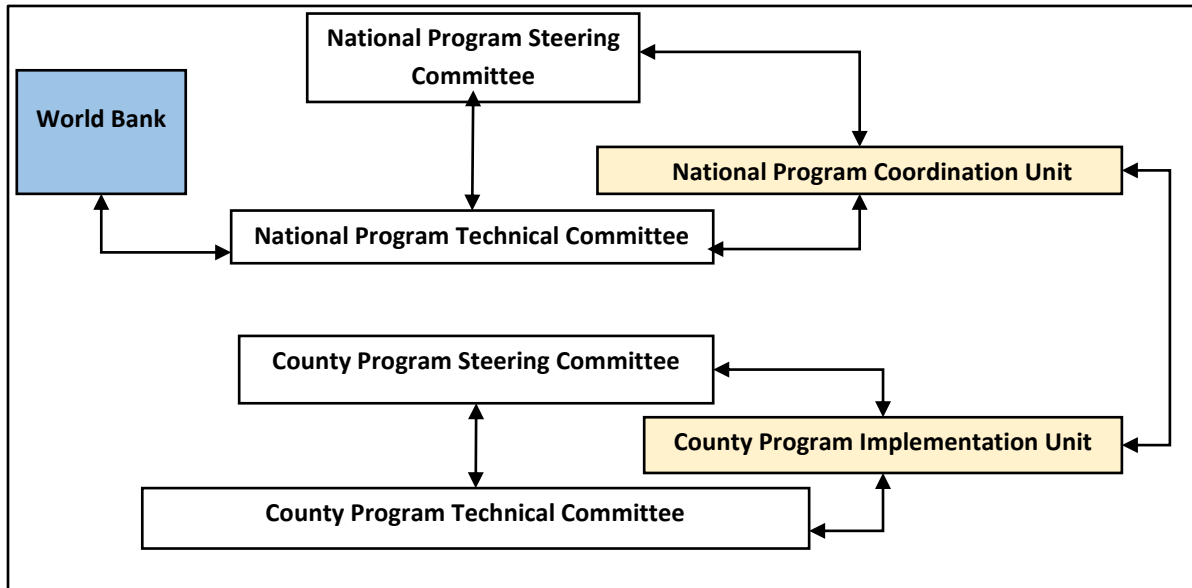 National Program Steering
Committee
World Bank
National Program Coordination Unit
National Program Technical Committee
County Program Steering Committee
County Program Implementation Unit
County Program Technical Committee